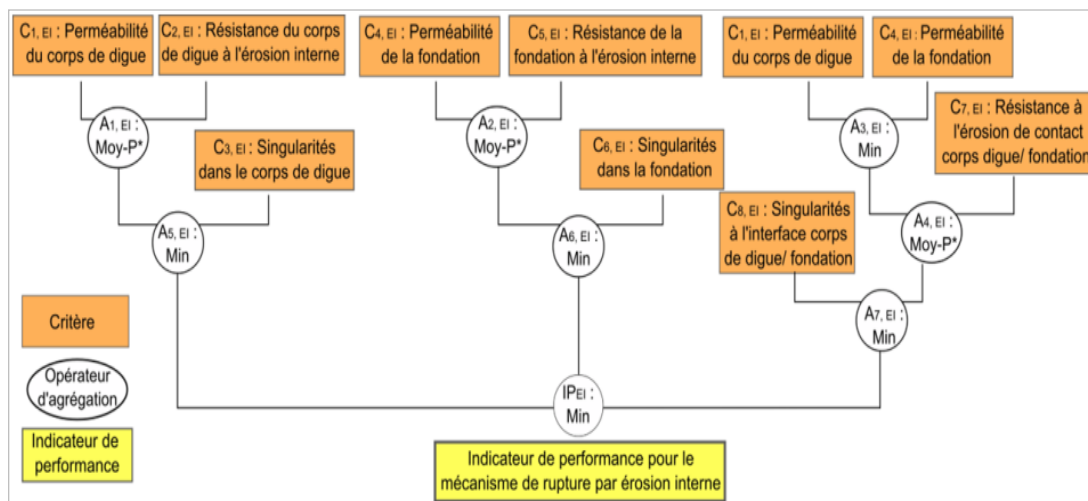 C1, EI : Perméabilité
du corps de digue
C2, EI : Résistance du corps
de digue à l'érosion interne
C4, EI : Perméabilité
de la fondation
C5, EI : Résistance de la
fondation à l'érosion interne
C1, EI : Perméabilité
du corps de digue
C4, EI : Perméabilité
de la fondation
A1, EI :
Moy-P*
C3, EI : Singularités
dans le corps de digue
A2, EI :
Moy-P*
C6, EI : Singularités
dans la fondation
A3, EI :
Min
C7, EI : Résistance à
l'érosion de contact
corps digue/ fondation
A5, EI :
Min
A6, EI :
Min
C8, EI : Singularités
à l'interface corps
de digue/ fondation
A4, EI :
Moy-P*
A7, EI :
Min
Critère
Opérateur
d'agrégation
Indicateur de
performance
IPEI :
Min
Indicateur de performance pour le
mécanisme de rupture par érosion interne